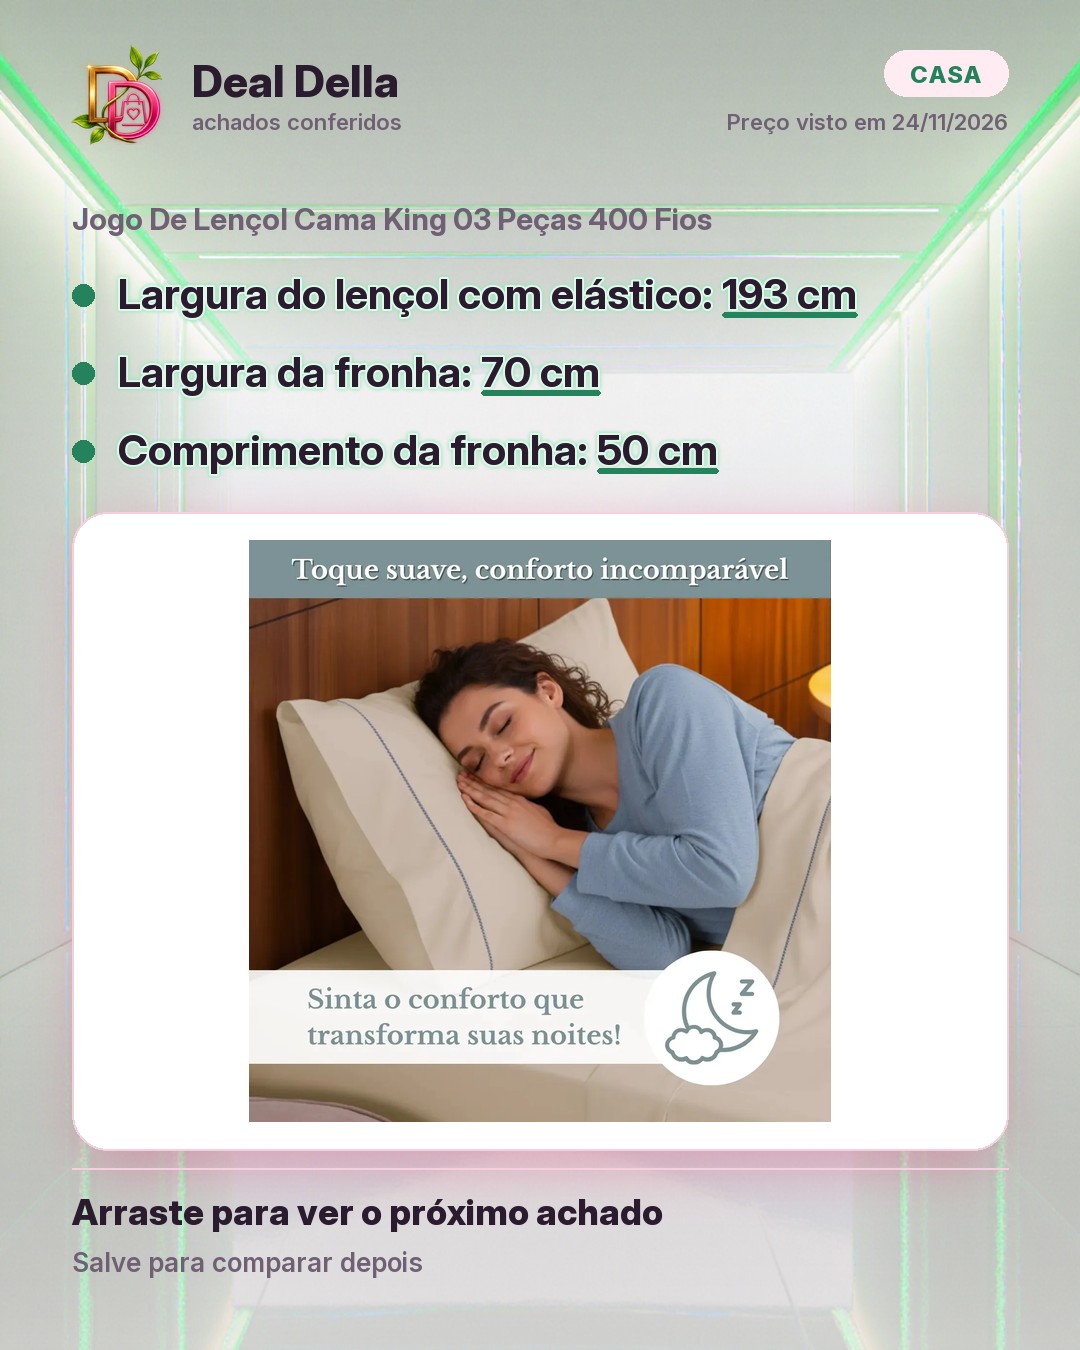 Deal Della
achados conferidos
CASA
Preço visto em 24/11/2026
Jogo De Lençol Cama King 03 Peças 400 Fios
Largura do lençol com elástico: 193 cm
Largura da fronha: 70 cm
Comprimento da fronha: 50 cm
Toque suave, conforto incomparável
Sinta o conforto que
transforma suas noites!
z
z
Arraste para ver o próximo achado
Salve para comparar depois